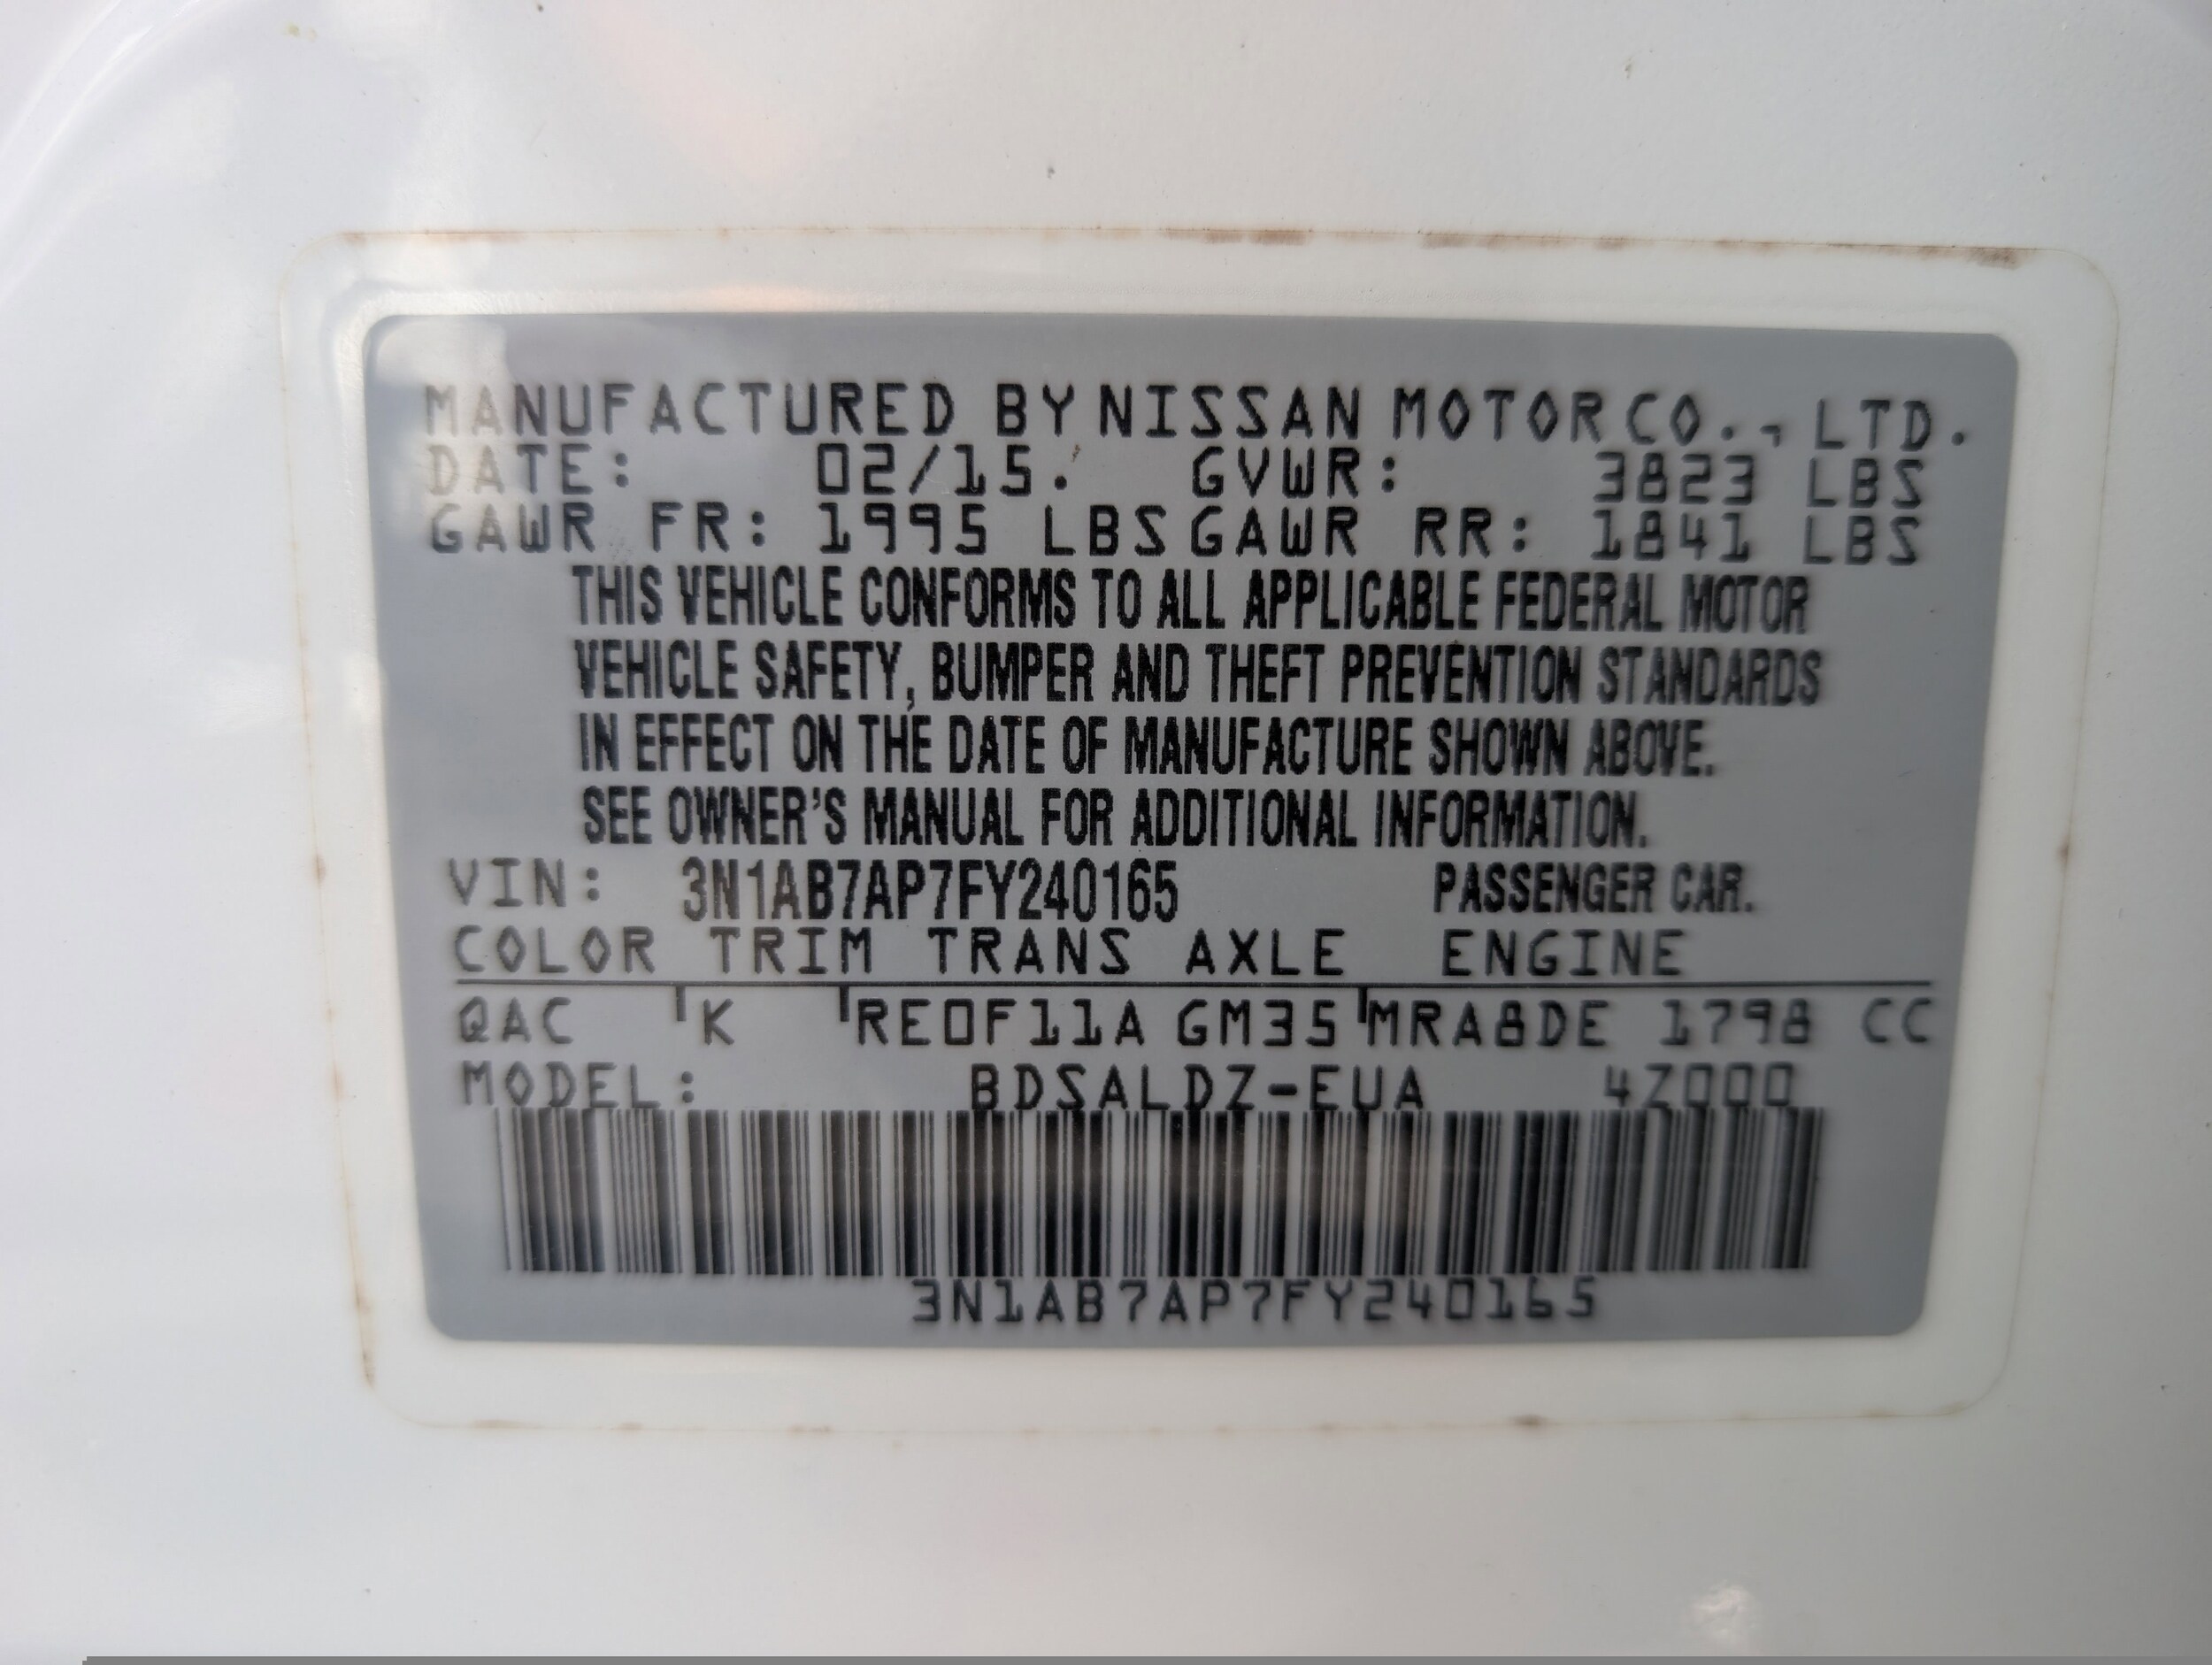 MANUFACTURED BY NISSAN MOTOR CO., LTD.
DATE: 02/15. GVWR: 3823 LBS
GAWR FR: 1995 LBS GAWR RR: 1841 LBS
THIS VEHICLE CONFORMS TO ALL APPLICABLE FEDERAL MOTOR
VEHICLE SAFETY, BUMPER AND THEFT PREVENTION STANDARDS
IN EFFECT ON THE DATE OF MANUFACTURE SHOWN ABOVE.
SEE OWNER'S MANUAL FOR ADDITIONAL INFORMATION.
VIN: 3N1AB7AP7FY240165 PASSENGER CAR.
COLOR TRIM TRANS AXLE ENGINE
QAC K RE0F11A GM35 MRA8DE 1798 CC
MODEL: BDSALDZ-EUA 4Z000
3N1AB7AP7FY240165